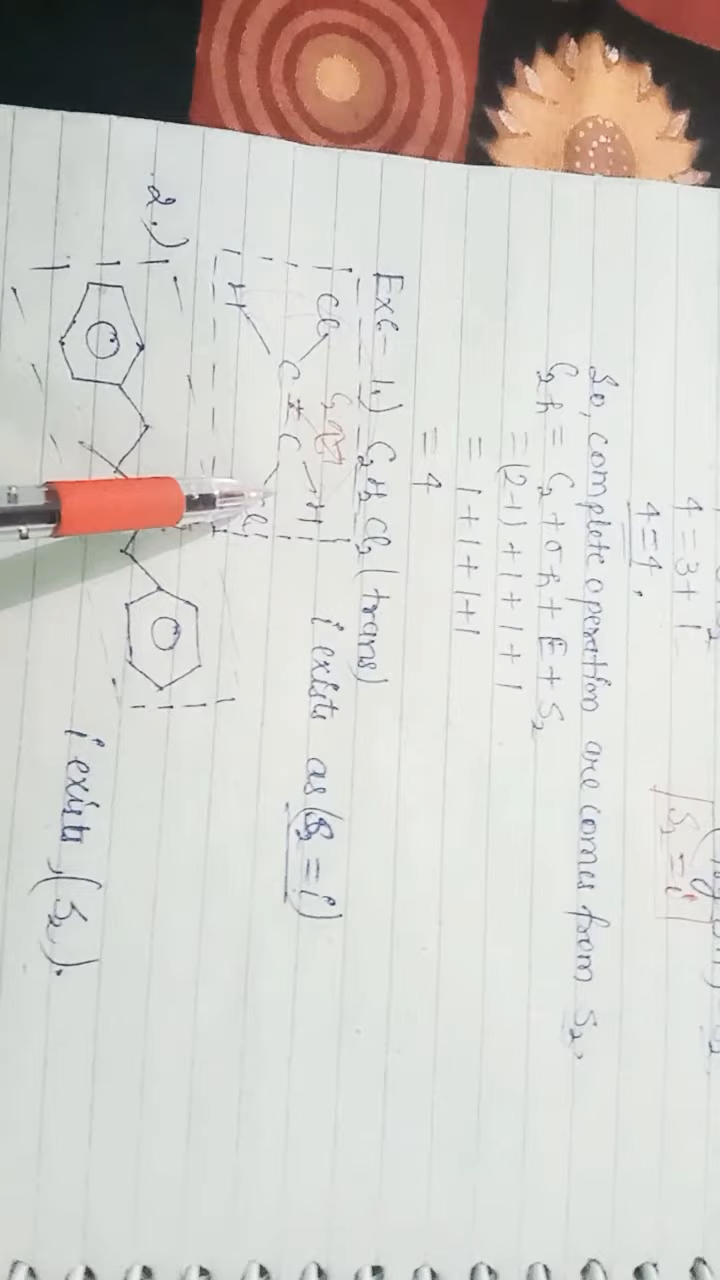 4 = 3 + 1
4 = 4,
S₂ = i
So, complete operation are comes from S₂.
C₂h = C₂ + σh + E + S₂
= (2-1) + 1 + 1 + 1
= 1 + 1 + 1 + 1
= 4
Exe - 1.) C₂H₂Cl₂ (trans)
Cl H
C = C
H Cl
i exists as (S₂ = i)
2.)
i exists, (S₂).